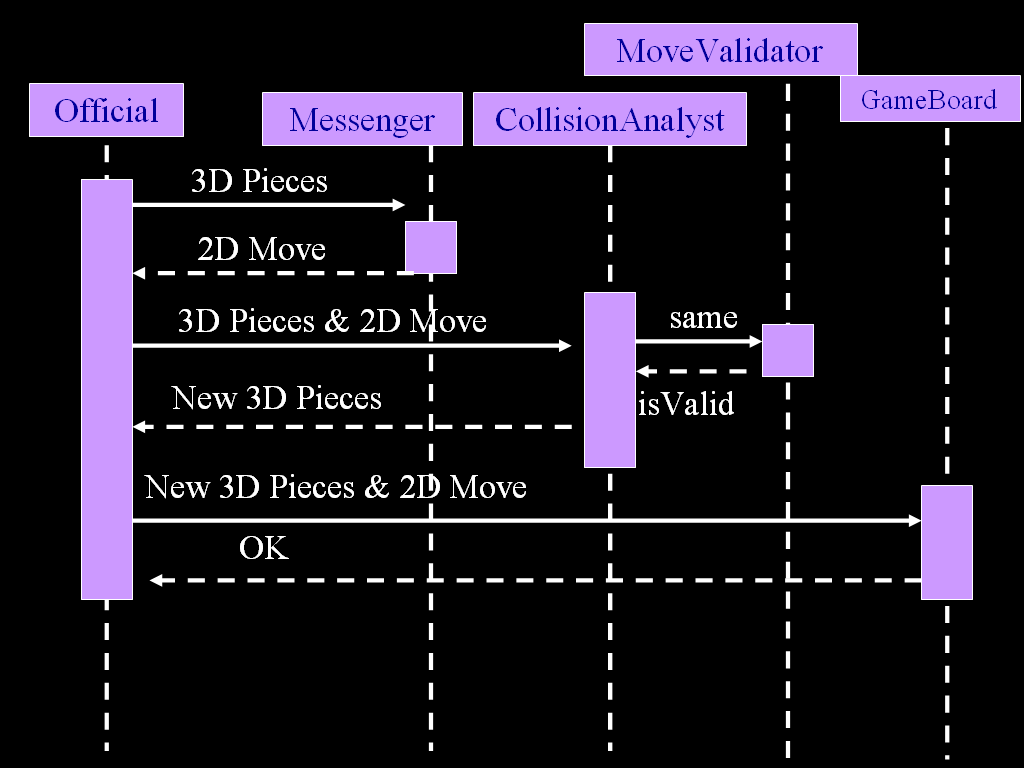 MoveValidator
GameBoard
Official
Messenger
CollisionAnalyst
3D Pieces
2D Move
3D Pieces & 2D Move
same
New 3D Pieces
isValid
New 3D Pieces & 2D Move
OK